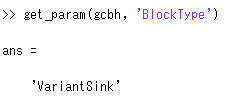 >> get_param(gcbh, 'BlockType')
ans =
'VariantSink'